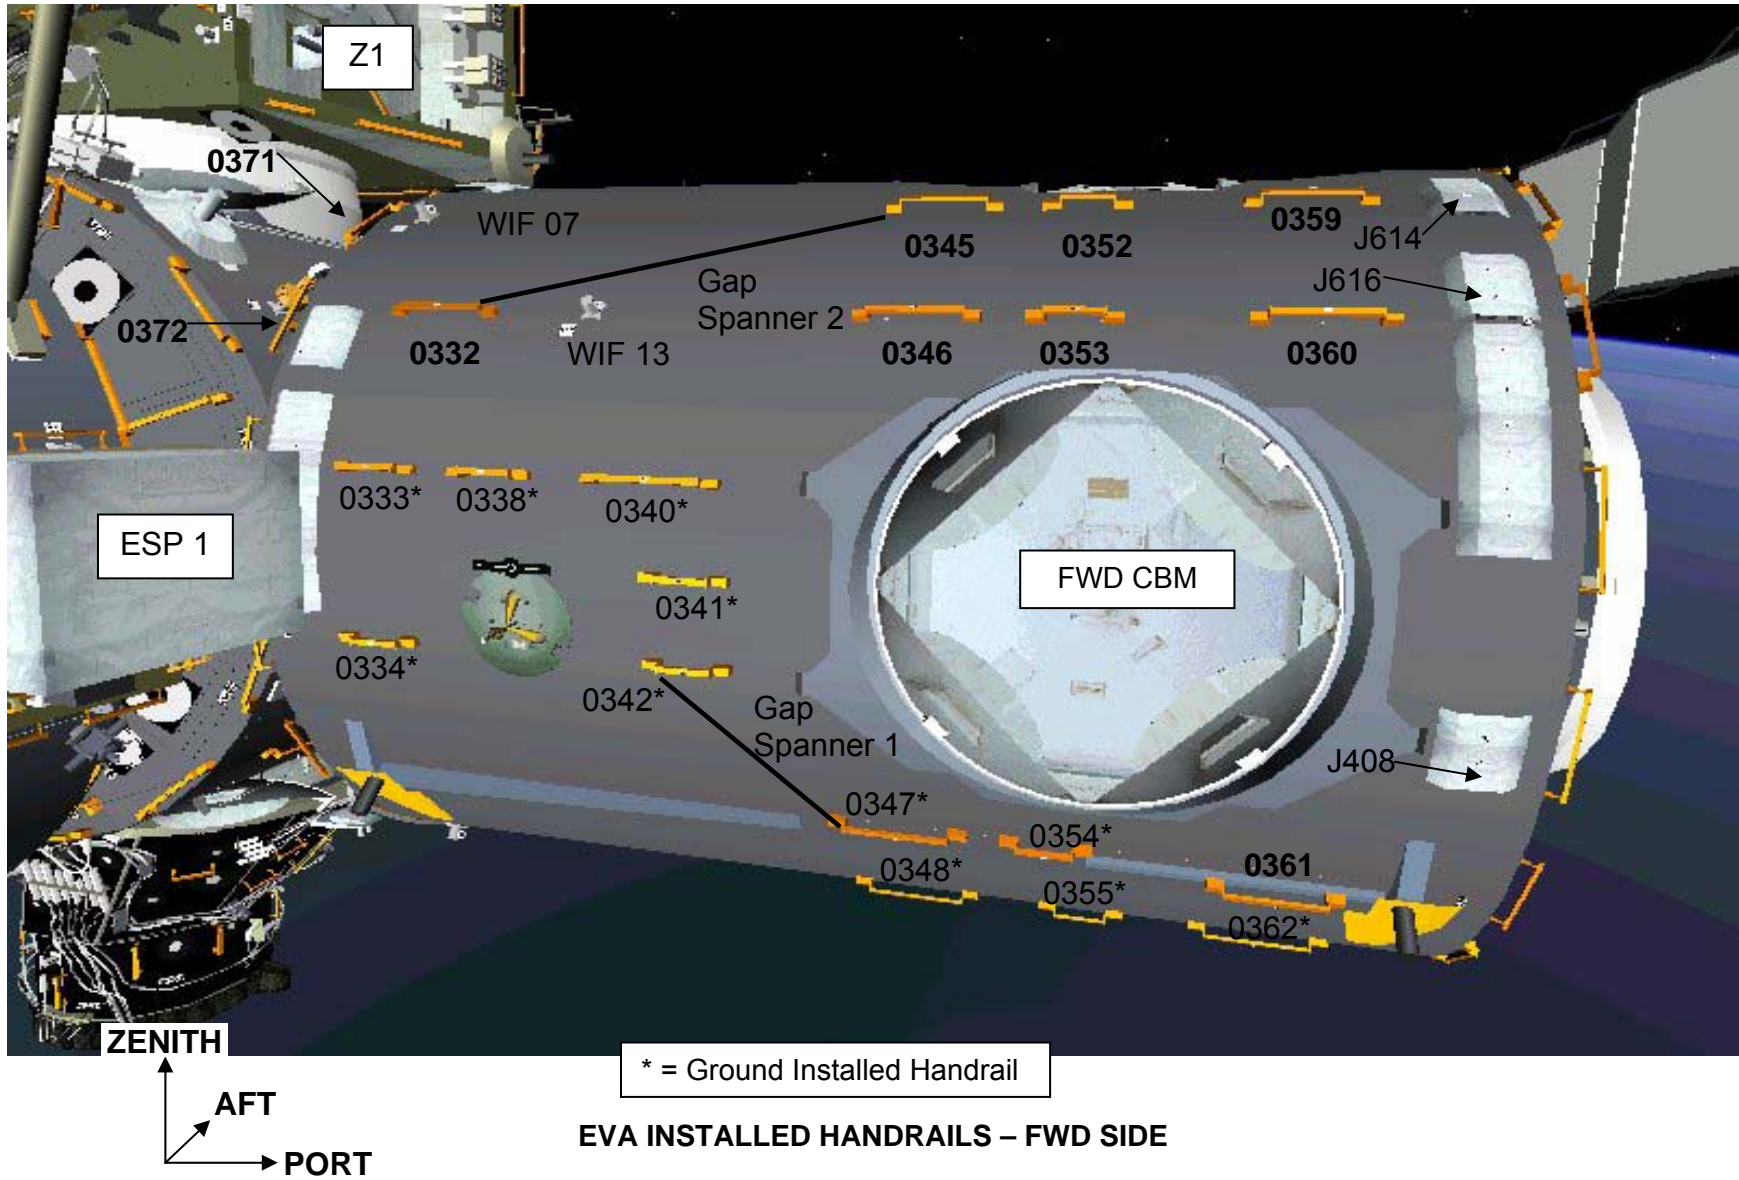 Z1
0371
WIF 07
0345
0352
0359
J614
J616
Gap
Spanner 2
0372
0332
WIF 13
0346
0353
0360
0333*
0338*
0340*
ESP 1
FWD CBM
0341*
0334*
0342*
Gap
Spanner 1
J408
0347*
0354*
0348*
0361
0355*
0362*
ZENITH
AFT
PORT
* = Ground Installed Handrail
EVA INSTALLED HANDRAILS – FWD SIDE